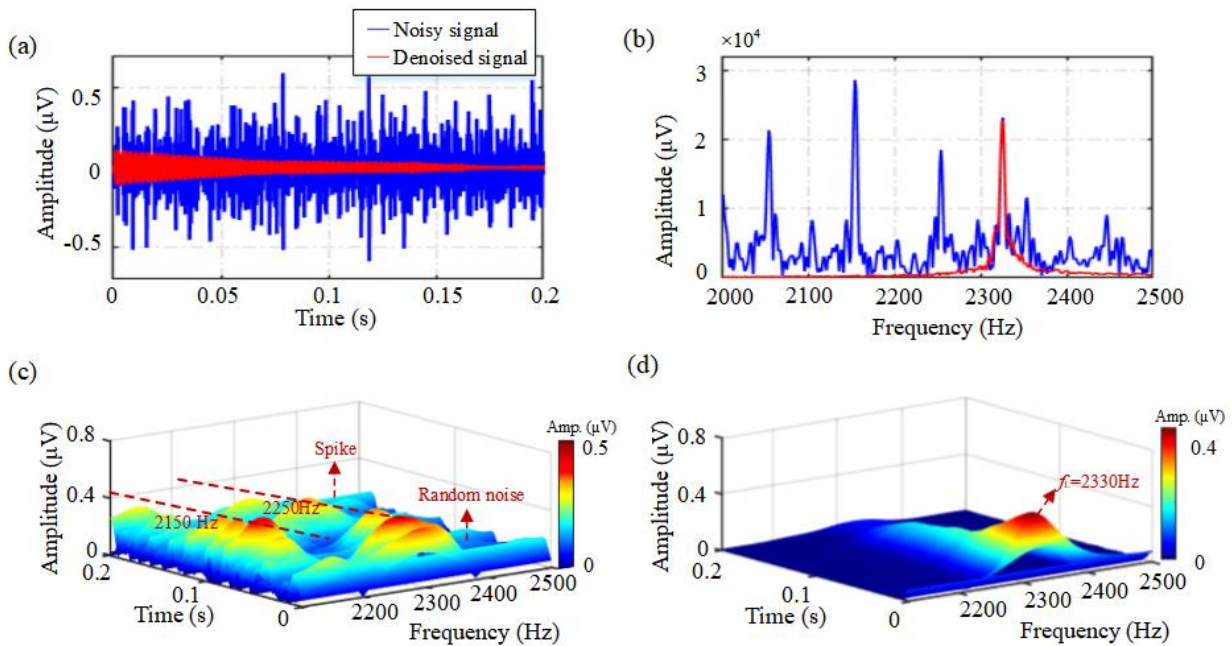 (a)
Noisy signal
Denoised signal
Amplitude (µV)
0.5
0
-0.5
0
0.05
0.1
0.15
0.2
Time (s)
(b)
×10⁴
Amplitude (µV)
3
2
1
0
2000
2100
2200
2300
2400
2500
Frequency (Hz)
(c)
Amplitude (µV)
0.8
0.4
0
0.2
0.1
0
Time (s)
2200
2300
2400
2500
Frequency (Hz)
2150 Hz
2250Hz
Spike
Random noise
Amp. (µV)
0.5
0
(d)
Amplitude (µV)
0.8
0.4
0
0.2
0.1
0
Time (s)
2200
2300
2400
2500
Frequency (Hz)
=2330Hz
Amp. (µV)
0.4
0